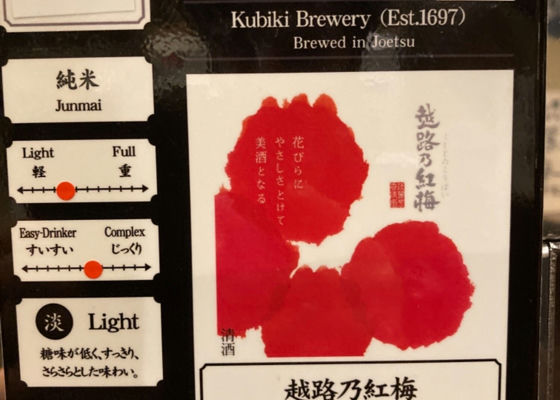 Kubiki Brewery (Est.1697)
Brewed in Joetsu
純米
Junmai
Light Full
軽 重
Easy-Drinker Complex
すいすい じっくり
淡 Light
糖味が低く、すっきり、
さらさらとした味わい。
花びらに
やさしさとけて
美酒となる
越路乃紅梅
清酒
越路乃紅梅